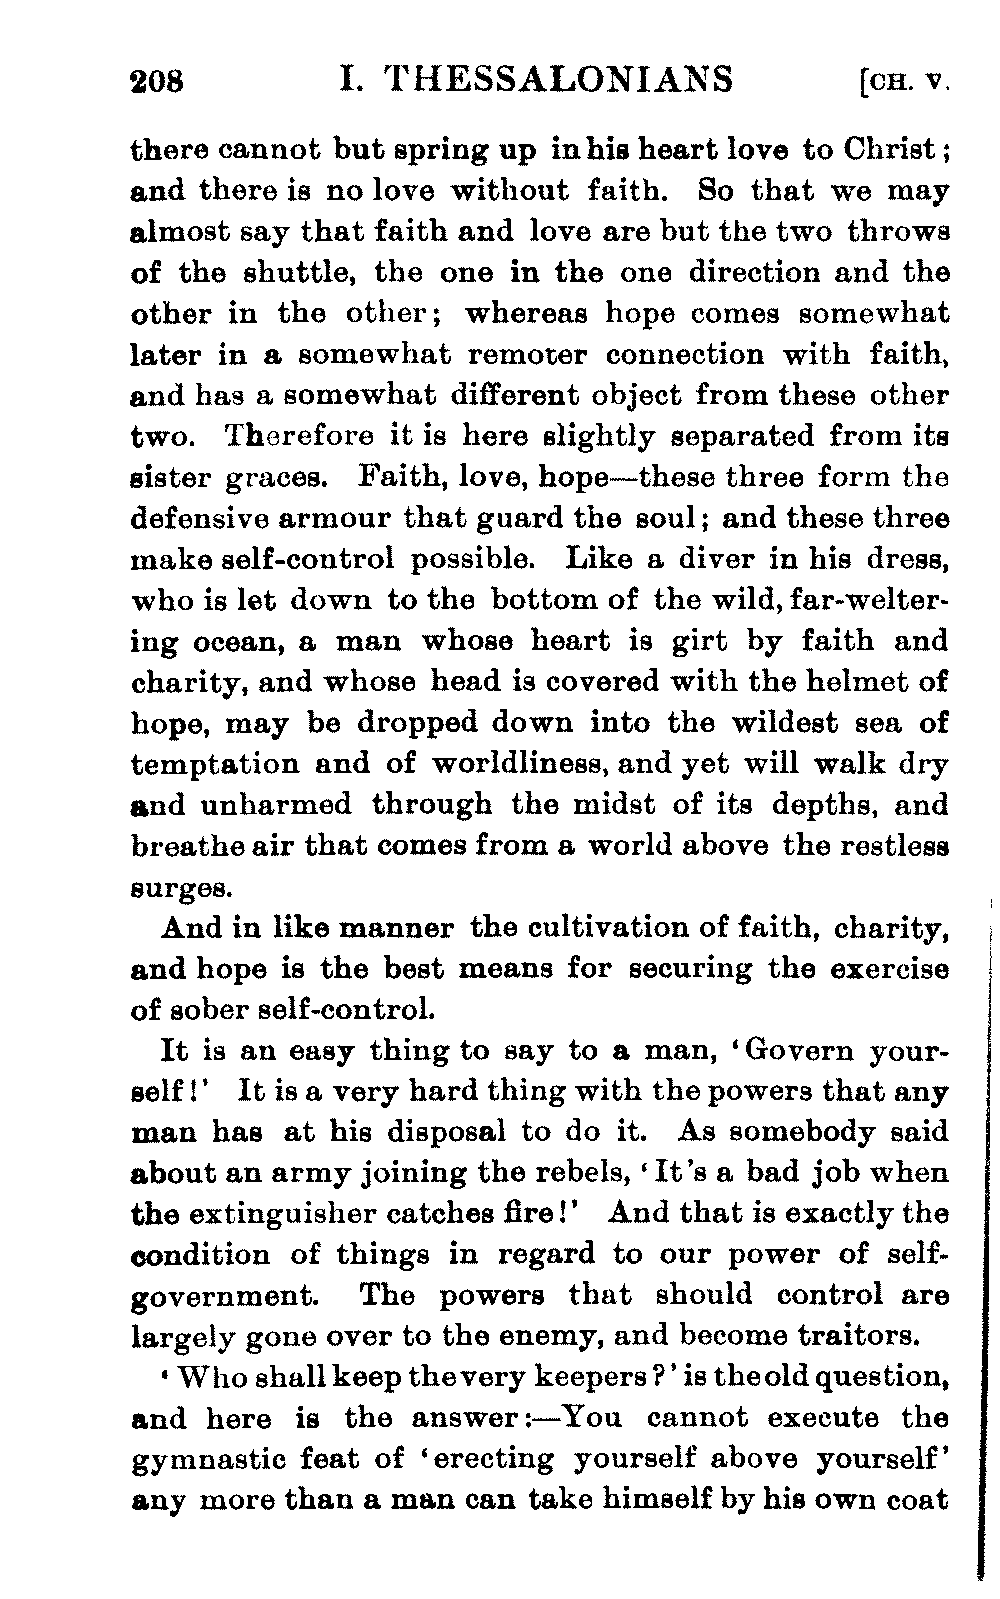 208 I. THESSALONIANS [CH. V.
there cannot but spring up in his heart love to Christ;
and there is no love without faith. So that we may
almost say that faith and love are but the two throws
of the shuttle, the one in the one direction and the
other in the other; whereas hope comes somewhat
later in a somewhat remoter connection with faith,
and has a somewhat different object from these other
two. Therefore it is here slightly separated from its
sister graces. Faith, love, hope—these three form the
defensive armour that guard the soul; and these three
make self-control possible. Like a diver in his dress,
who is let down to the bottom of the wild, far-welter-
ing ocean, a man whose heart is girt by faith and
charity, and whose head is covered with the helmet of
hope, may be dropped down into the wildest sea of
temptation and of worldliness, and yet will walk dry
and unharmed through the midst of its depths, and
breathe air that comes from a world above the restless
surges.
And in like manner the cultivation of faith, charity,
and hope is the best means for securing the exercise
of sober self-control.
It is an easy thing to say to a man, 'Govern your-
self!' It is a very hard thing with the powers that any
man has at his disposal to do it. As somebody said
about an army joining the rebels, 'It's a bad job when
the extinguisher catches fire!' And that is exactly the
condition of things in regard to our power of self-
government. The powers that should control are
largely gone over to the enemy, and become traitors.
'Who shall keep the very keepers?' is the old question,
and here is the answer:—You cannot execute the
gymnastic feat of 'erecting yourself above yourself'
any more than a man can take himself by his own coat